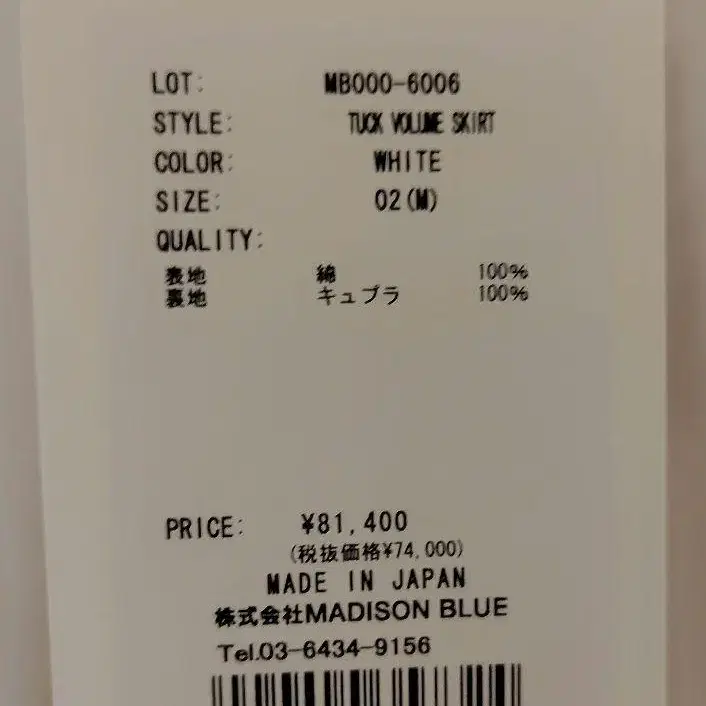 LOT: MB000-6006
STYLE: TUCK VOLUME SKIRT
COLOR: WHITE
SIZE: 02(M)
QUALITY:
表地 綿 100%
裏地 キュプラ 100%
PRICE: ¥81,400
(税抜価格¥74,000)
MADE IN JAPAN
株式会社MADISON BLUE
Tel.03-6434-9156